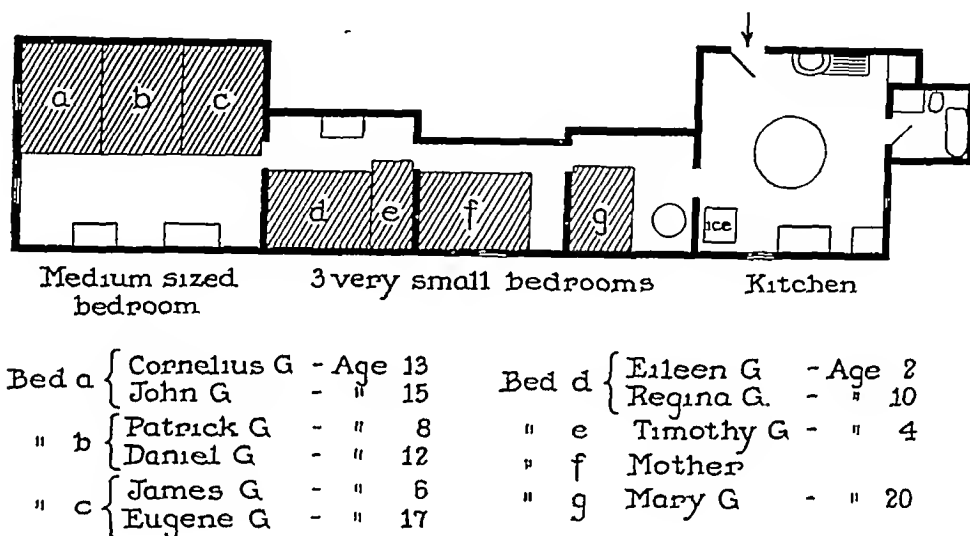 a b c
d e f g
ice
Medium sized
bedroom
3 very small bedrooms
Kitchen
Bed a { Cornelius G - Age 13
John G - " 15
" b { Patrick G - " 8
Daniel G - " 12
" c { James G - " 6
Eugene G - " 17
Bed d { Eileen G - Age 2
Regina G. - " 10
" e Timothy G - " 4
" f Mother
" g Mary G - " 20